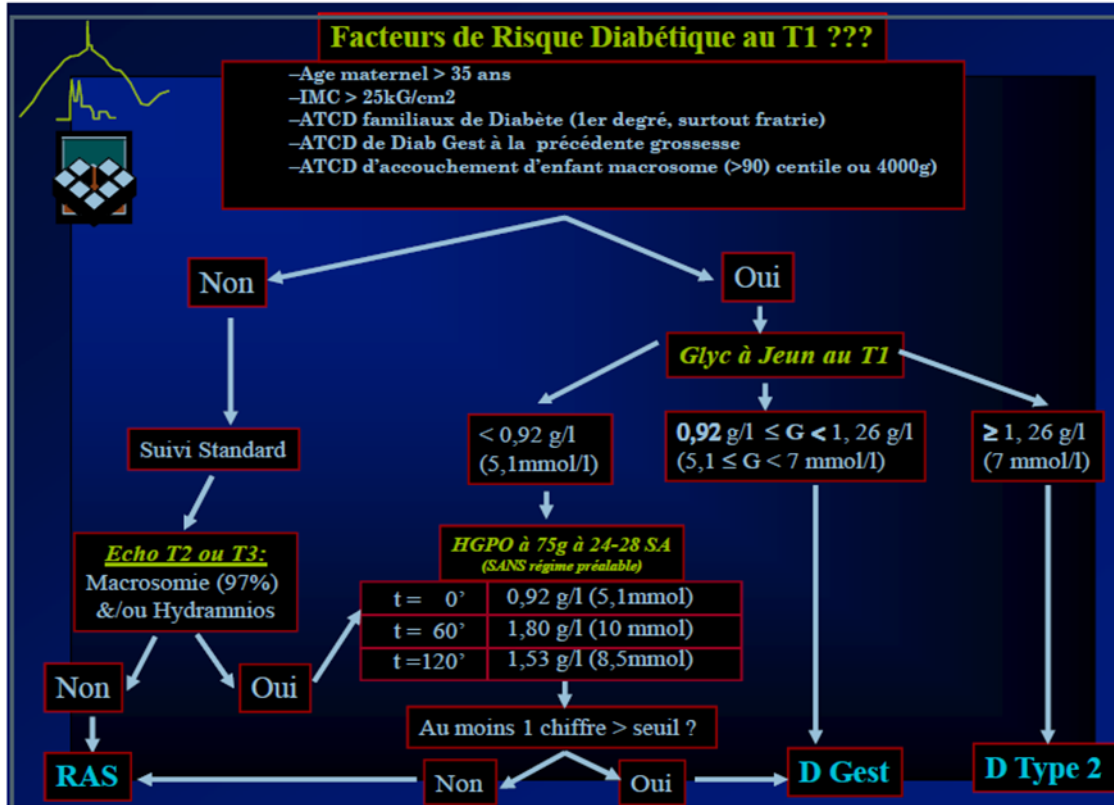 Facteurs de Risque Diabétique au T1 ???
–Age maternel > 35 ans
–IMC > 25kG/cm2
–ATCD familiaux de Diabète (1er degré, surtout fratrie)
–ATCD de Diab Gest à la précédente grossesse
–ATCD d'accouchement d'enfant macrosome (>90) centile ou 4000g)
Non
Oui
Glyc à Jeun au T1
Suivi Standard
< 0,92 g/l
(5,1mmol/l)
0,92 g/l ≤ G < 1, 26 g/l
(5,1 ≤ G < 7 mmol/l)
≥ 1, 26 g/l
(7 mmol/l)
Echo T2 ou T3:
Macrosomie (97%)
&/ou Hydramnios
HGPO à 75g à 24-28 SA
(SANS régime préalable)
t = 0' 0,92 g/l (5,1mmol)
t = 60' 1,80 g/l (10 mmol)
t =120' 1,53 g/l (8,5mmol)
Non
Oui
Au moins 1 chiffre > seuil ?
RAS
Non
Oui
D Gest
D Type 2